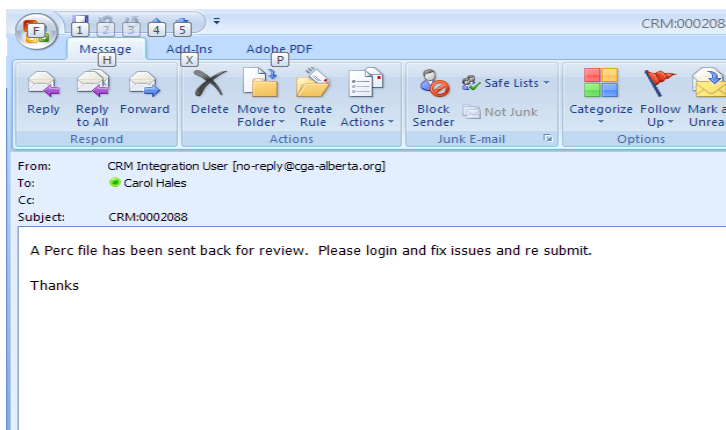 CRM:000208
F 1 2 3 4 5
Message Add-Ins Adobe PDF
H X P
Reply Reply to All Forward Delete Move to Folder Create Rule Other Actions Block Sender Safe Lists Not Junk Categorize Follow Up Mark a Unrea
Respond Actions Junk E-mail Options
From: CRM Integration User [no-reply@cga-alberta.org]
To: Carol Hales
Cc:
Subject: CRM:0002088
A Perc file has been sent back for review. Please login and fix issues and re submit.
Thanks